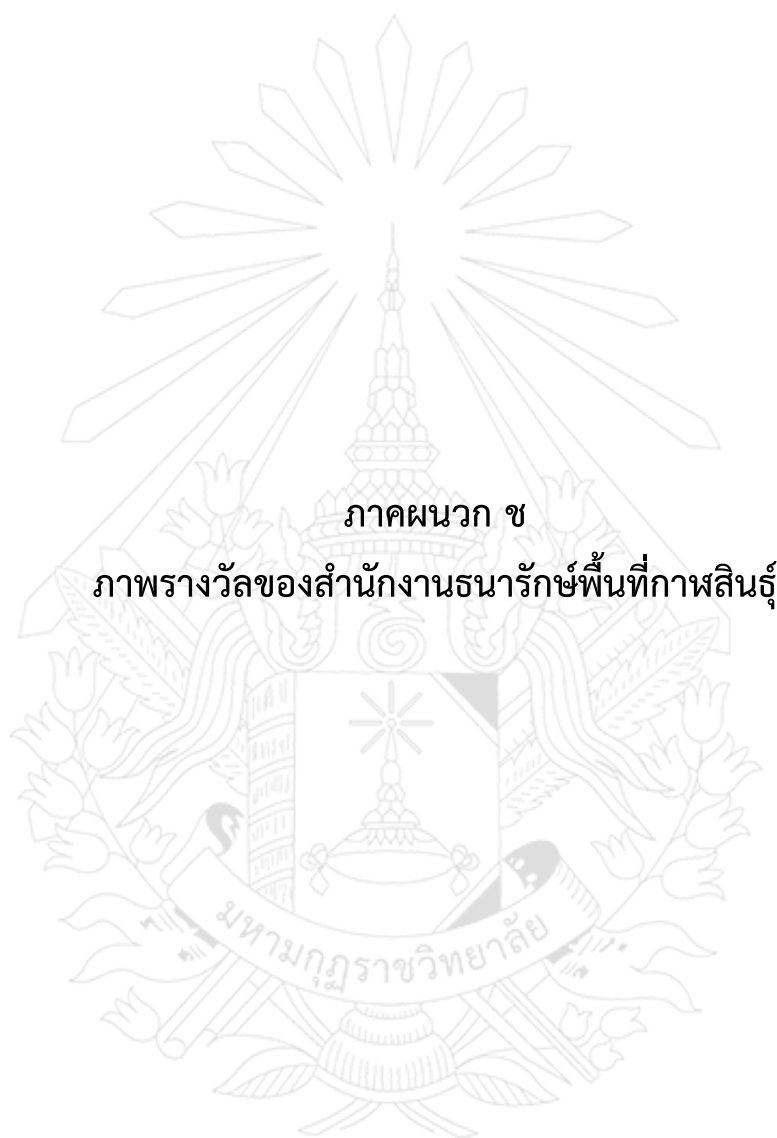 ภาคผนวก ช
ภาพรางวัลของสำนักงานธนารักษ์พื้นที่กาฬสินธุ์
มหามกุฏราชวิทยาลัย